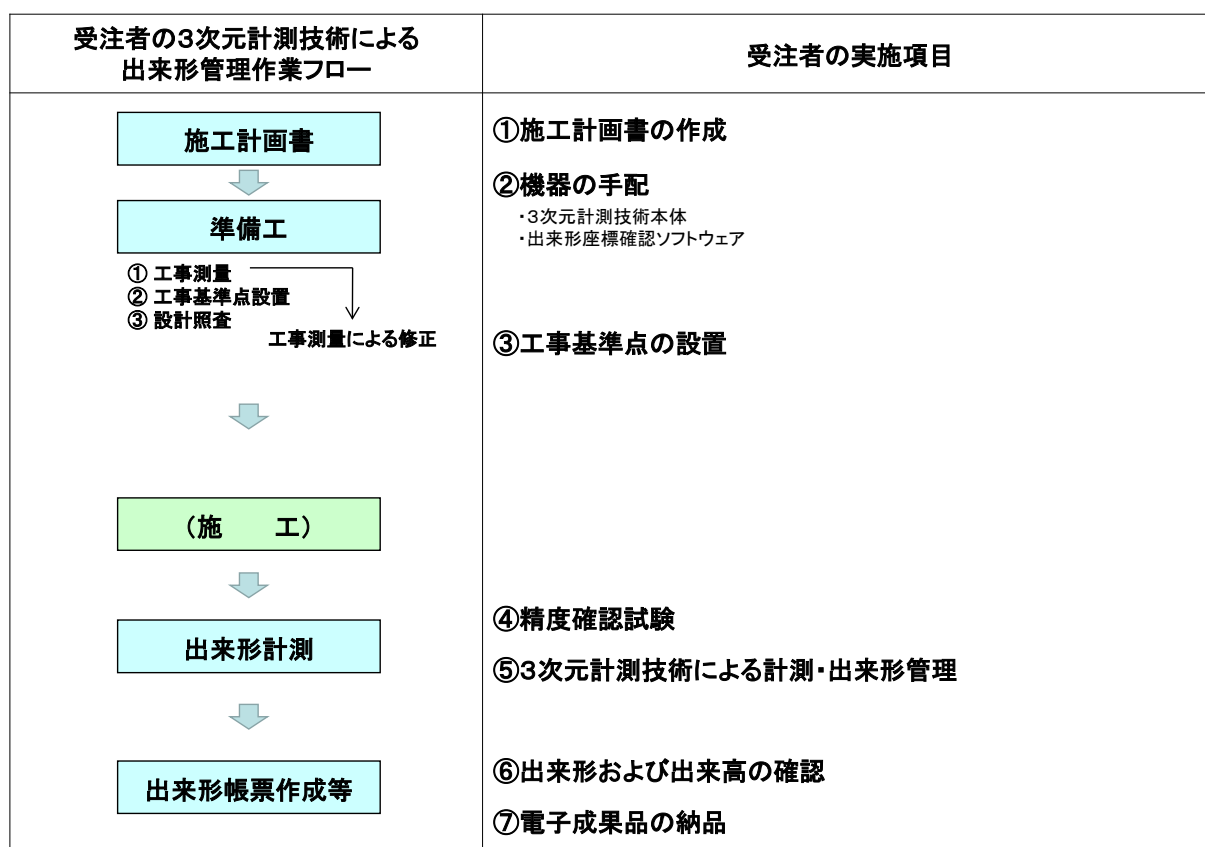 受注者の3次元計測技術による
出来形管理作業フロー
受注者の実施項目
施工計画書
準備工
① 工事測量
② 工事基準点設置
③ 設計照査
工事測量による修正
（施　　工）
出来形計測
出来形帳票作成等
①施工計画書の作成
②機器の手配
・3次元計測技術本体
・出来形座標確認ソフトウェア
③工事基準点の設置
④精度確認試験
⑤3次元計測技術による計測・出来形管理
⑥出来形および出来高の確認
⑦電子成果品の納品